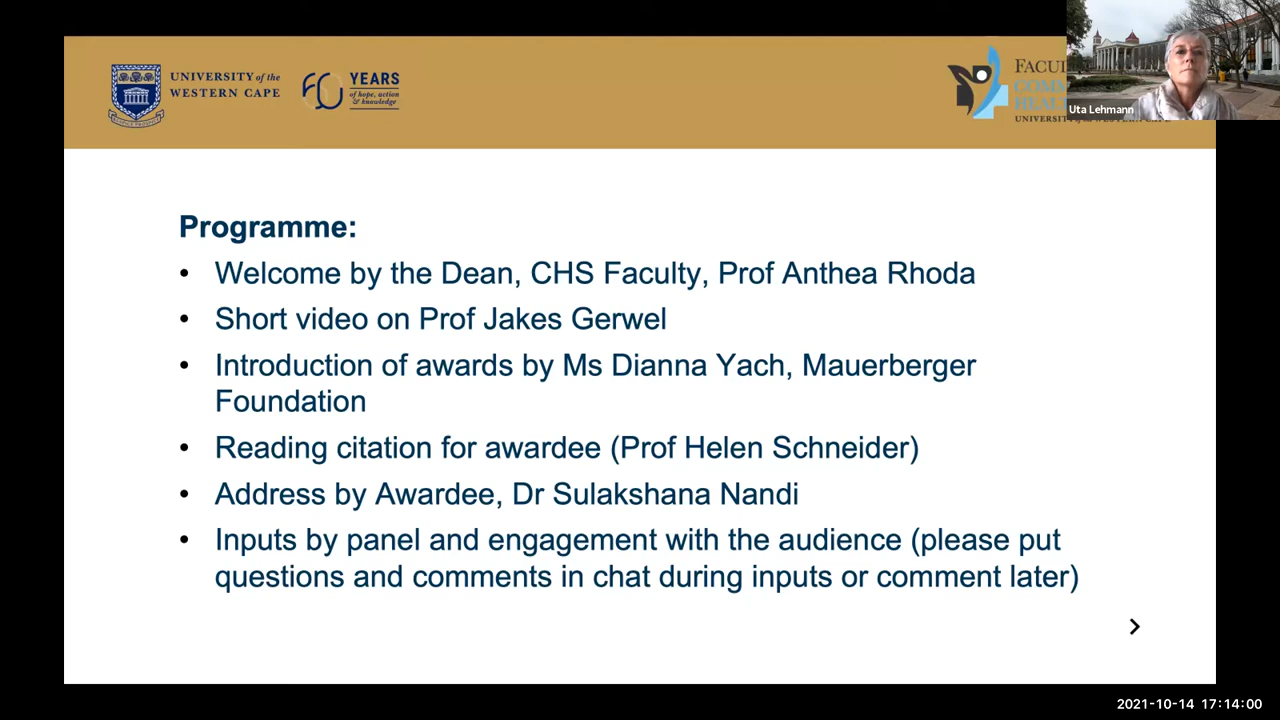 UNIVERSITY of the
WESTERN CAPE
60 YEARS
of hope, action
& knowledge
Uta Lehmann
Programme:
• Welcome by the Dean, CHS Faculty, Prof Anthea Rhoda
• Short video on Prof Jakes Gerwel
• Introduction of awards by Ms Dianna Yach, Mauerberger
Foundation
• Reading citation for awardee (Prof Helen Schneider)
• Address by Awardee, Dr Sulakshana Nandi
• Inputs by panel and engagement with the audience (please put
questions and comments in chat during inputs or comment later)
2021-10-14 17:14:00